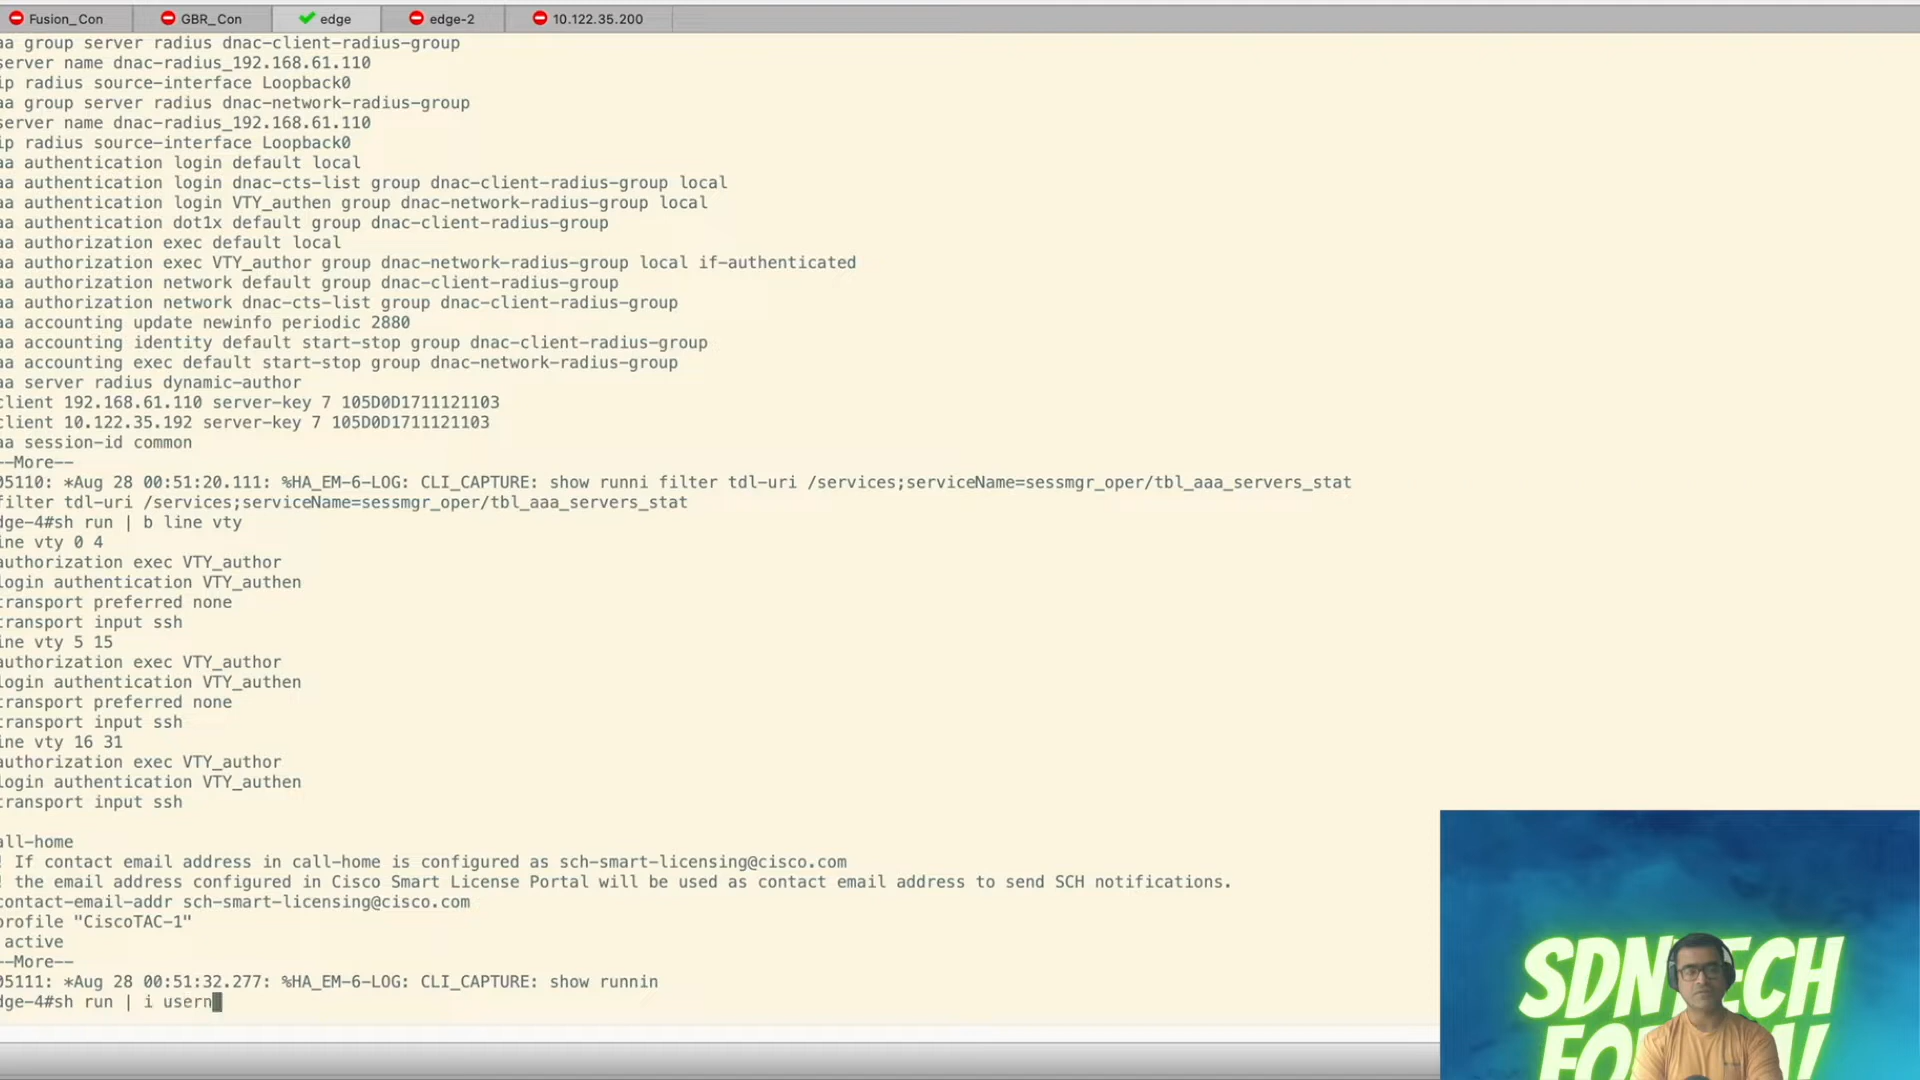 Fusion_Con
GBR_Con
edge
edge-2
10.122.35.200
aa group server radius dnac-client-radius-group
server name dnac-radius_192.168.61.110
ip radius source-interface Loopback0
aa group server radius dnac-network-radius-group
server name dnac-radius_192.168.61.110
ip radius source-interface Loopback0
aa authentication login default local
aa authentication login dnac-cts-list group dnac-client-radius-group local
aa authentication login VTY_authen group dnac-network-radius-group local
aa authentication dot1x default group dnac-client-radius-group
aa authorization exec default local
aa authorization exec VTY_author group dnac-network-radius-group local if-authenticated
aa authorization network default group dnac-client-radius-group
aa authorization network dnac-cts-list group dnac-client-radius-group
aa accounting update newinfo periodic 2880
aa accounting identity default start-stop group dnac-client-radius-group
aa accounting exec default start-stop group dnac-network-radius-group
aa server radius dynamic-author
client 192.168.61.110 server-key 7 105D0D1711121103
client 10.122.35.192 server-key 7 105D0D1711121103
aa session-id common
--More--
05110: *Aug 28 00:51:20.111: %HA_EM-6-LOG: CLI_CAPTURE: show runni filter tdl-uri /services;serviceName=sessmgr_oper/tbl_aaa_servers_stat
filter tdl-uri /services;serviceName=sessmgr_oper/tbl_aaa_servers_stat
dge-4#sh run | b line vty
ine vty 0 4
authorization exec VTY_author
login authentication VTY_authen
transport preferred none
transport input ssh
ine vty 5 15
authorization exec VTY_author
login authentication VTY_authen
transport preferred none
transport input ssh
ine vty 16 31
authorization exec VTY_author
login authentication VTY_authen
transport input ssh
all-home
! If contact email address in call-home is configured as sch-smart-licensing@cisco.com
! the email address configured in Cisco Smart License Portal will be used as contact email address to send SCH notifications.
contact-email-addr sch-smart-licensing@cisco.com
profile "CiscoTAC-1"
active
--More--
05111: *Aug 28 00:51:32.277: %HA_EM-6-LOG: CLI_CAPTURE: show runnin
dge-4#sh run | i usern